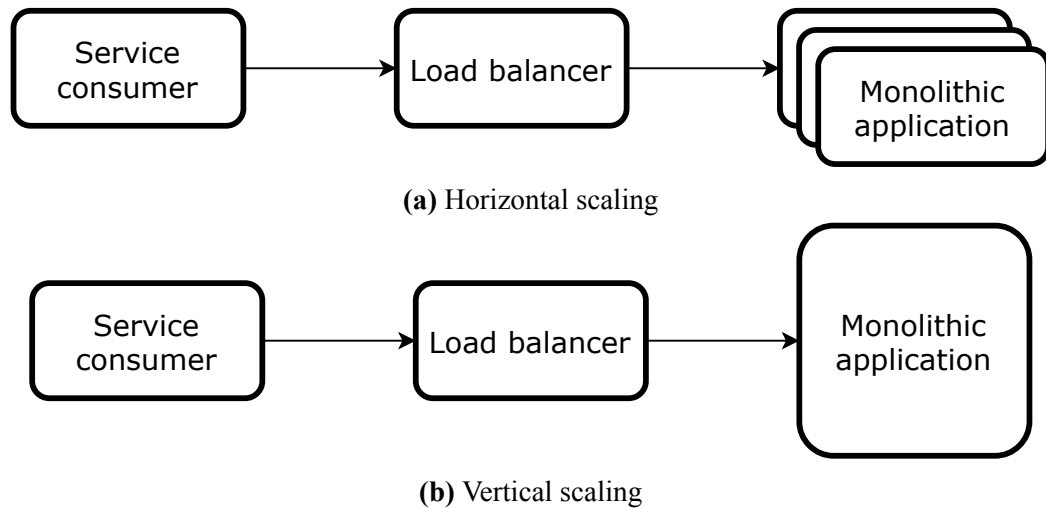 Service
consumer
Load balancer
Monolithic
application
(a) Horizontal scaling
Service
consumer
Load balancer
Monolithic
application
(b) Vertical scaling